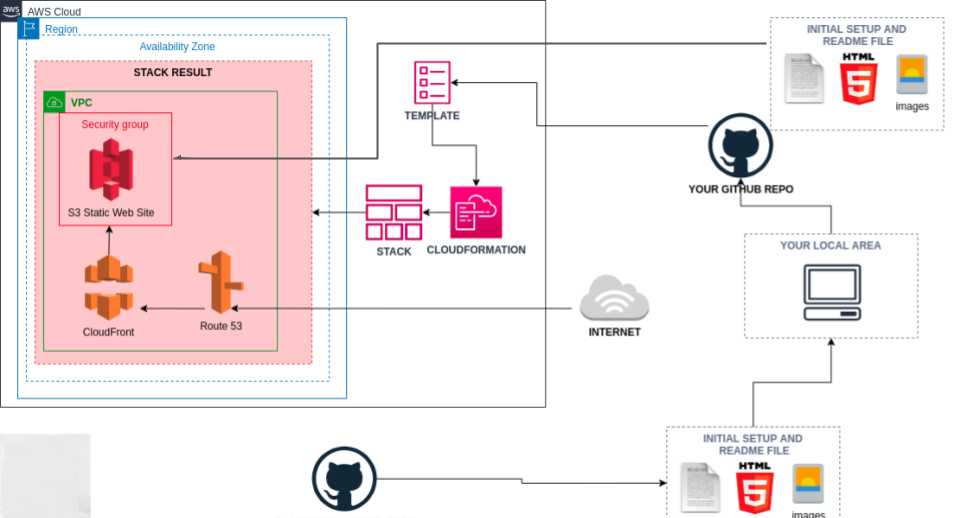 aws
AWS Cloud
Region
Availability Zone
STACK RESULT
VPC
Security group
S3 Static Web Site
CloudFront
Route 53
TEMPLATE
STACK
CLOUDFORMATION
INTERNET
INITIAL SETUP AND
README FILE
HTML
5
images
YOUR GITHUB REPO
YOUR LOCAL AREA
INITIAL SETUP AND
README FILE
HTML
5
images